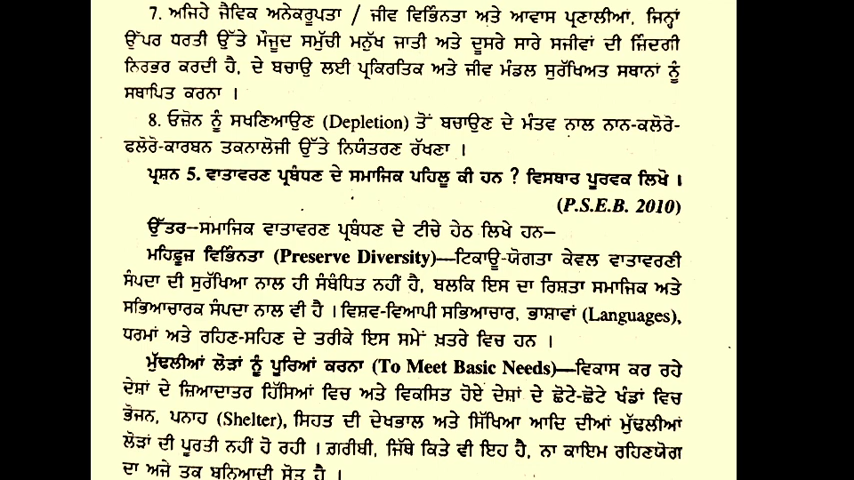 7. ਅਜਿਹੇ ਜੈਵਿਕ ਅਨੇਕਰੂਪਤਾ / ਜੀਵ ਵਿਭਿੰਨਤਾ ਅਤੇ ਆਵਾਸ ਪ੍ਰਣਾਲੀਆਂ, ਜਿਨ੍ਹਾਂ
ਉੱਪਰ ਧਰਤੀ ਉੱਤੇ ਮੌਜੂਦ ਸਮੁੱਚੀ ਮਨੁੱਖ ਜਾਤੀ ਅਤੇ ਦੂਸਰੇ ਸਾਰੇ ਸਜੀਵਾਂ ਦੀ ਜ਼ਿੰਦਗੀ
ਨਿਰਭਰ ਕਰਦੀ ਹੈ, ਦੇ ਬਚਾਉ ਲਈ ਪ੍ਰਕਿਰਤਿਕ ਅਤੇ ਜੀਵ ਮੰਡਲ ਸੁਰੱਖਿਅਤ ਸਥਾਨਾਂ ਨੂੰ
ਸਥਾਪਿਤ ਕਰਨਾ ।
8. ਓਜ਼ੋਨ ਨੂੰ ਸਖਣਿਆਉਣ (Depletion) ਤੋਂ ਬਚਾਉਣ ਦੇ ਮੰਤਵ ਨਾਲ ਨਾਨ-ਕਲੋਰੋ-
ਫਲੋਰੋ-ਕਾਰਬਨ ਤਕਨਾਲੋਜੀ ਉੱਤੇ ਨਿਯੰਤਰਣ ਰੱਖਣਾ ।
ਪ੍ਰਸ਼ਨ 5. ਵਾਤਾਵਰਣ ਪ੍ਰਬੰਧਣ ਦੇ ਸਮਾਜਿਕ ਪਹਿਲੂ ਕੀ ਹਨ ? ਵਿਸਥਾਰ ਪੂਰਵਕ ਲਿਖੋ ।
(P.S.E.B. 2010)
ਉੱਤਰ–ਸਮਾਜਿਕ ਵਾਤਾਵਰਣ ਪ੍ਰਬੰਧਣ ਦੇ ਟੀਚੇ ਹੇਠ ਲਿਖੇ ਹਨ–
ਮਹਿਫੂਜ਼ ਵਿਭਿੰਨਤਾ (Preserve Diversity)—ਟਿਕਾਊ-ਯੋਗਤਾ ਕੇਵਲ ਵਾਤਾਵਰਣੀ
ਸੰਪਦਾ ਦੀ ਸੁਰੱਖਿਆ ਨਾਲ ਹੀ ਸੰਬੰਧਿਤ ਨਹੀਂ ਹੈ, ਬਲਕਿ ਇਸ ਦਾ ਰਿਸ਼ਤਾ ਸਮਾਜਿਕ ਅਤੇ
ਸਭਿਆਚਾਰਕ ਸੰਪਦਾ ਨਾਲ ਵੀ ਹੈ । ਵਿਸ਼ਵ-ਵਿਆਪੀ ਸਭਿਆਚਾਰ, ਭਾਸ਼ਾਵਾਂ (Languages),
ਧਰਮਾਂ ਅਤੇ ਰਹਿਣ-ਸਹਿਣ ਦੇ ਤਰੀਕੇ ਇਸ ਸਮੇਂ ਖ਼ਤਰੇ ਵਿਚ ਹਨ ।
ਮੁੱਢਲੀਆਂ ਲੋੜਾਂ ਨੂੰ ਪੂਰਿਆਂ ਕਰਨਾ (To Meet Basic Needs)—ਵਿਕਾਸ ਕਰ ਰਹੇ
ਦੇਸ਼ਾਂ ਦੇ ਜ਼ਿਆਦਾਤਰ ਹਿੱਸਿਆਂ ਵਿਚ ਅਤੇ ਵਿਕਸਿਤ ਹੋਏ ਦੇਸ਼ਾਂ ਦੇ ਛੋਟੇ-ਛੋਟੇ ਖੰਡਾਂ ਵਿਚ
ਭੋਜਨ, ਪਨਾਹ (Shelter), ਸਿਹਤ ਦੀ ਦੇਖਭਾਲ ਅਤੇ ਸਿੱਖਿਆ ਆਦਿ ਦੀਆਂ ਮੁੱਢਲੀਆਂ
ਲੋੜਾਂ ਦੀ ਪੂਰਤੀ ਨਹੀਂ ਹੋ ਰਹੀ । ਗ਼ਰੀਬੀ, ਜਿੱਥੇ ਕਿਤੇ ਵੀ ਇਹ ਹੈ, ਨਾ ਕਾਇਮ ਰਹਿਣਯੋਗ
ਦਾ ਅਜੇ ਤਕ ਬੁਨਿਆਦੀ ਸੋਤ ਹੈ ।